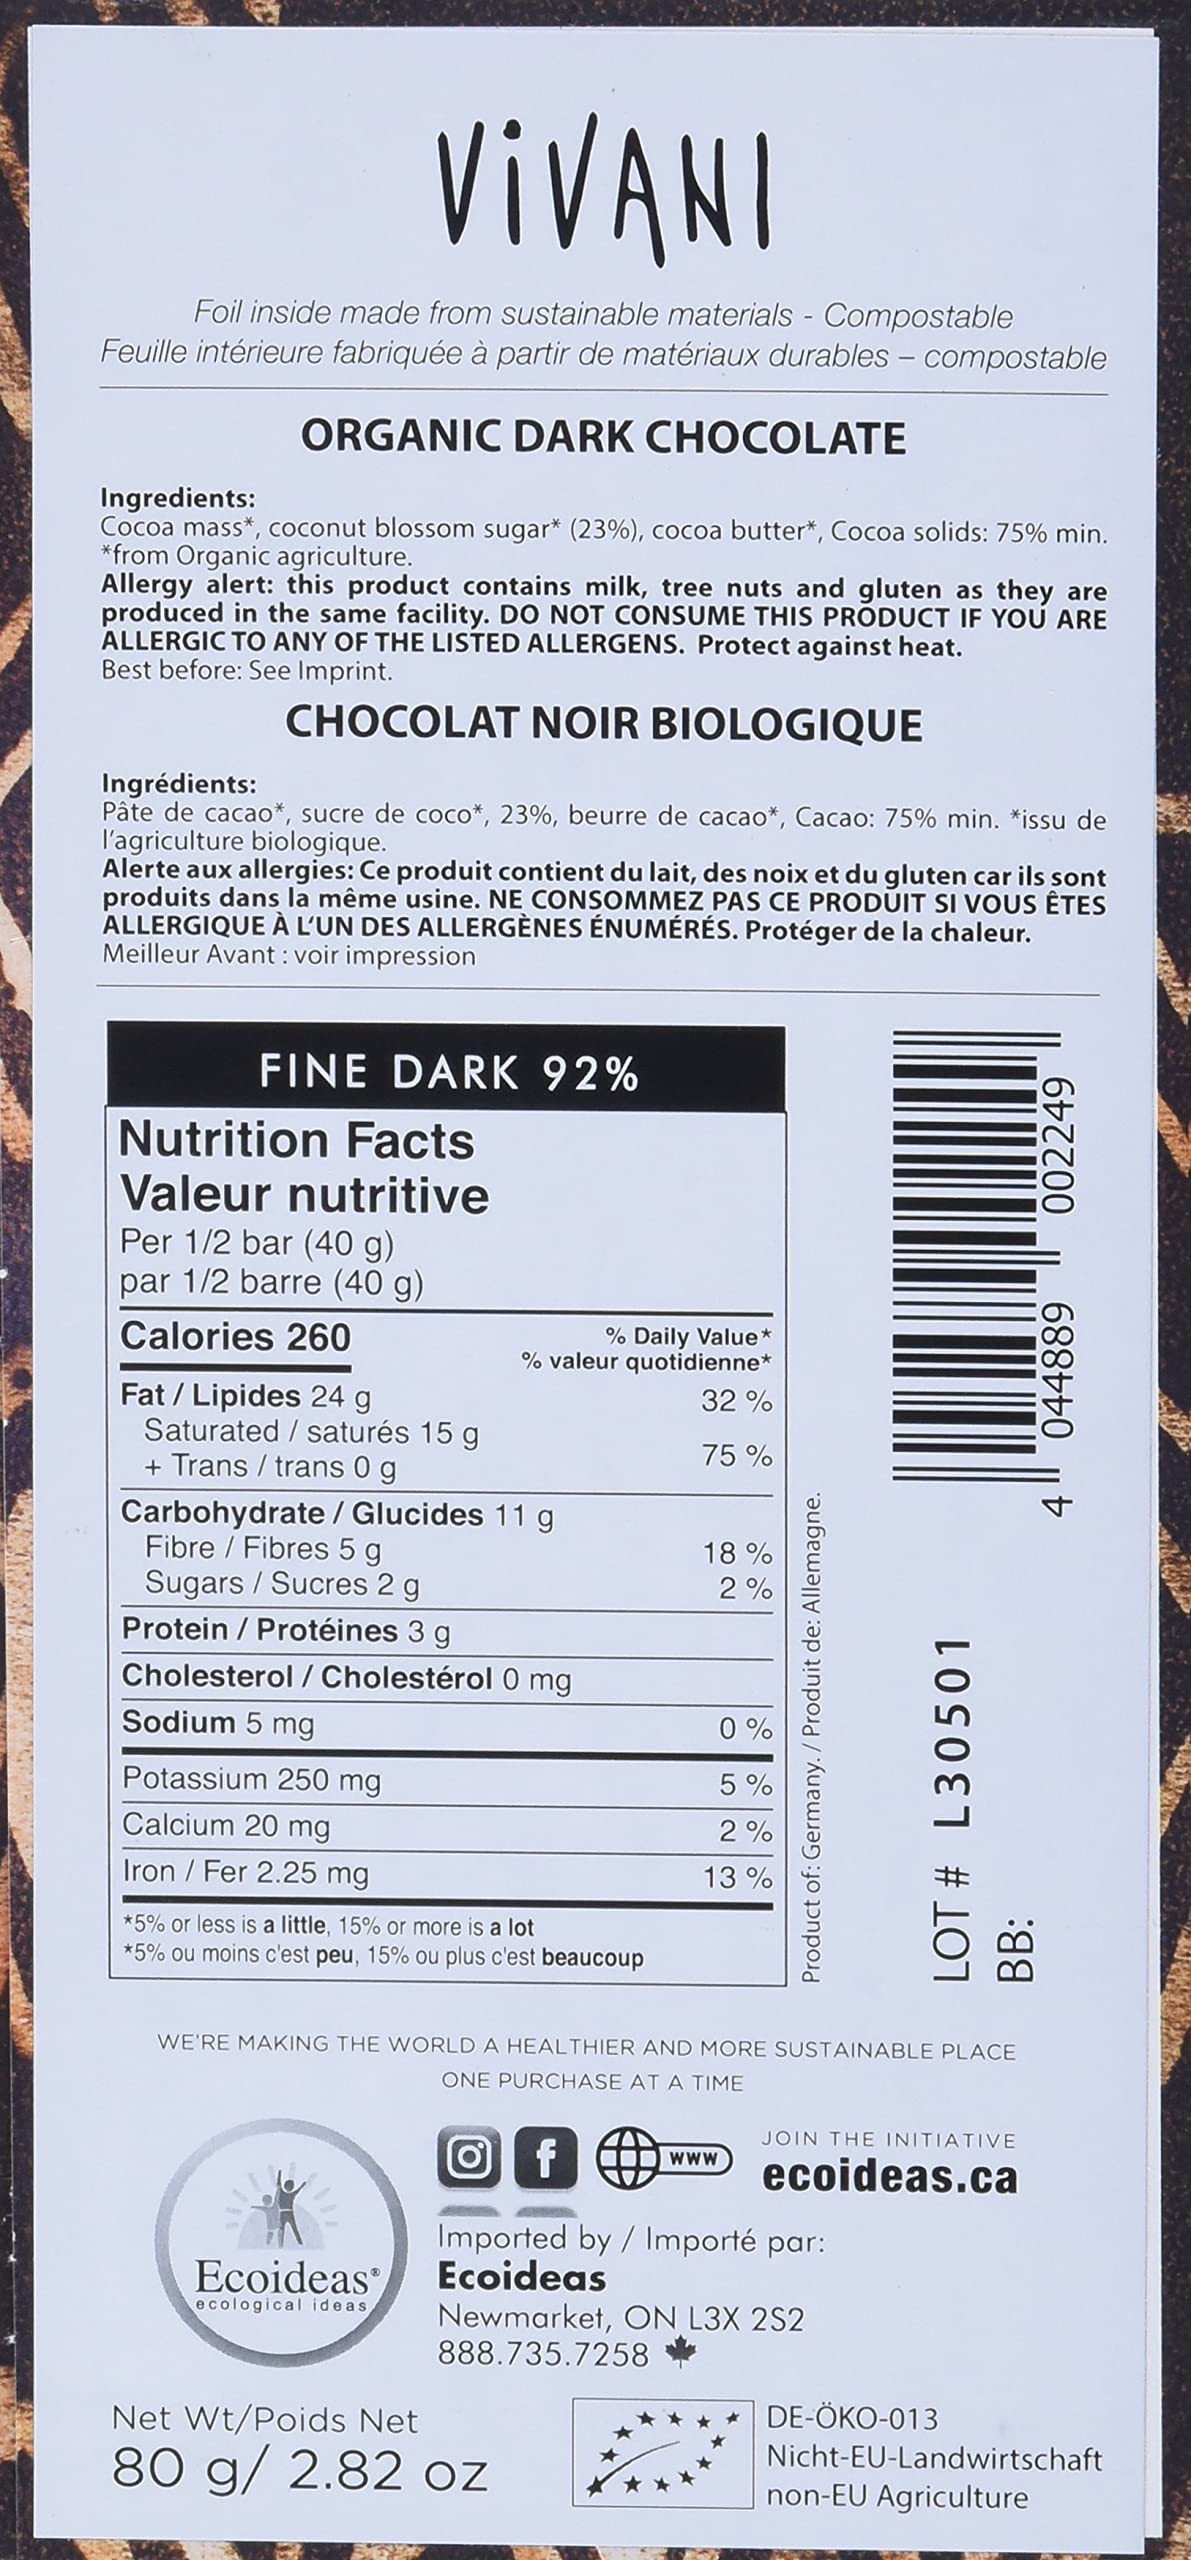 ViVANI
Foil inside made from sustainable materials - Compostable
Feuille intérieure fabriquée à partir de matériaux durables – compostable
ORGANIC DARK CHOCOLATE
Ingredients:
Cocoa mass*, coconut blossom sugar* (23%), cocoa butter*, Cocoa solids: 75% min.
*from Organic agriculture.
Allergy alert: this product contains milk, tree nuts and gluten as they are
produced in the same facility. DO NOT CONSUME THIS PRODUCT IF YOU ARE
ALLERGIC TO ANY OF THE LISTED ALLERGENS. Protect against heat.
Best before: See Imprint.
CHOCOLAT NOIR BIOLOGIQUE
Ingrédients:
Pâte de cacao*, sucre de coco*, 23%, beurre de cacao*, Cacao: 75% min. *issu de
l'agriculture biologique.
Alerte aux allergies: Ce produit contient du lait, des noix et du gluten car ils sont
produits dans la même usine. NE CONSOMMEZ PAS CE PRODUIT SI VOUS ÊTES
ALLERGIQUE À L'UN DES ALLERGÈNES ÉNUMÉRÉS. Protéger de la chaleur.
Meilleur Avant : voir impression
FINE DARK 92%
Nutrition Facts
Valeur nutritive
Per 1/2 bar (40 g)
par 1/2 barre (40 g)
Calories 260 % Daily Value*
% valeur quotidienne*
Fat / Lipides 24 g 32 %
Saturated / saturés 15 g
+ Trans / trans 0 g 75 %
Carbohydrate / Glucides 11 g
Fibre / Fibres 5 g 18 %
Sugars / Sucres 2 g 2 %
Protein / Protéines 3 g
Cholesterol / Cholestérol 0 mg
Sodium 5 mg 0 %
Potassium 250 mg 5 %
Calcium 20 mg 2 %
Iron / Fer 2.25 mg 13 %
*5% or less is a little, 15% or more is a lot
*5% ou moins c'est peu, 15% ou plus c'est beaucoup
Product of: Germany. / Produit de: Allemagne.
4 044889 002249
LOT # L30501
BB:
WE'RE MAKING THE WORLD A HEALTHIER AND MORE SUSTAINABLE PLACE
ONE PURCHASE AT A TIME
Ecoideas®
ecological ideas
f
www
JOIN THE INITIATIVE
ecoideas.ca
Imported by / Importé par:
Ecoideas
Newmarket, ON L3X 2S2
888.735.7258
Net Wt/Poids Net
80 g/ 2.82 oz
DE-ÖKO-013
Nicht-EU-Landwirtschaft
non-EU Agriculture